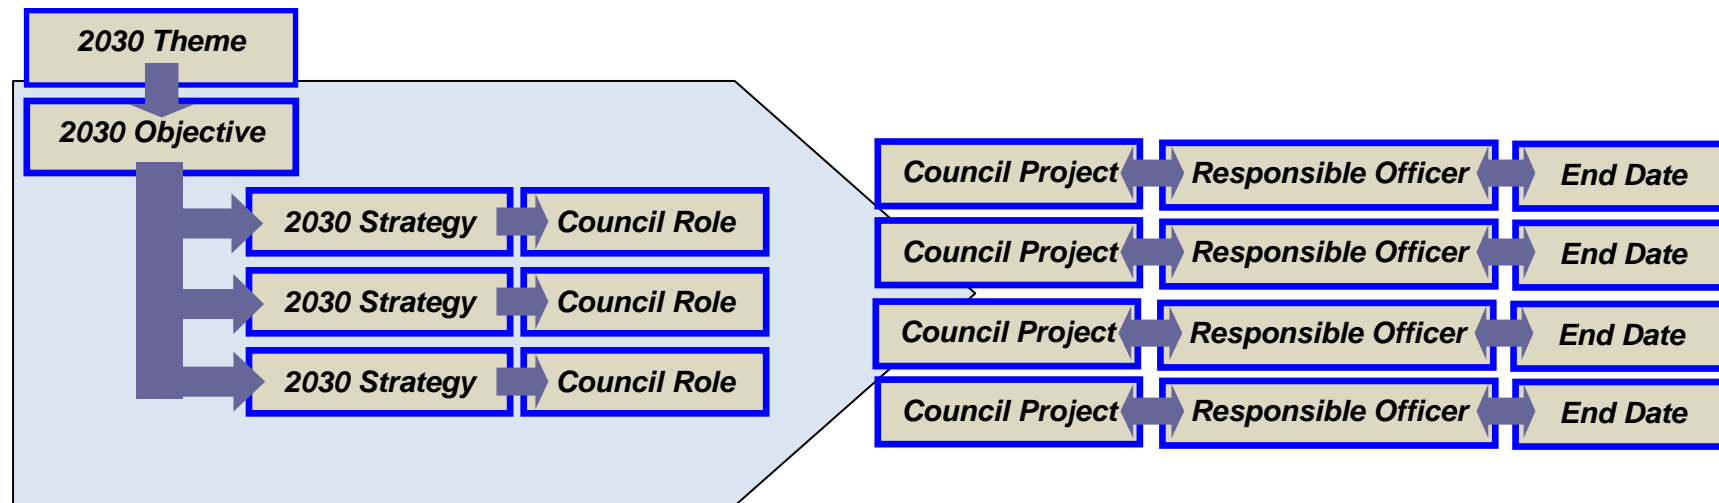 2030 Theme
2030 Objective
2030 Strategy
Council Role
2030 Strategy
Council Role
2030 Strategy
Council Role
Council Project
Responsible Officer
End Date
Council Project
Responsible Officer
End Date
Council Project
Responsible Officer
End Date
Council Project
Responsible Officer
End Date